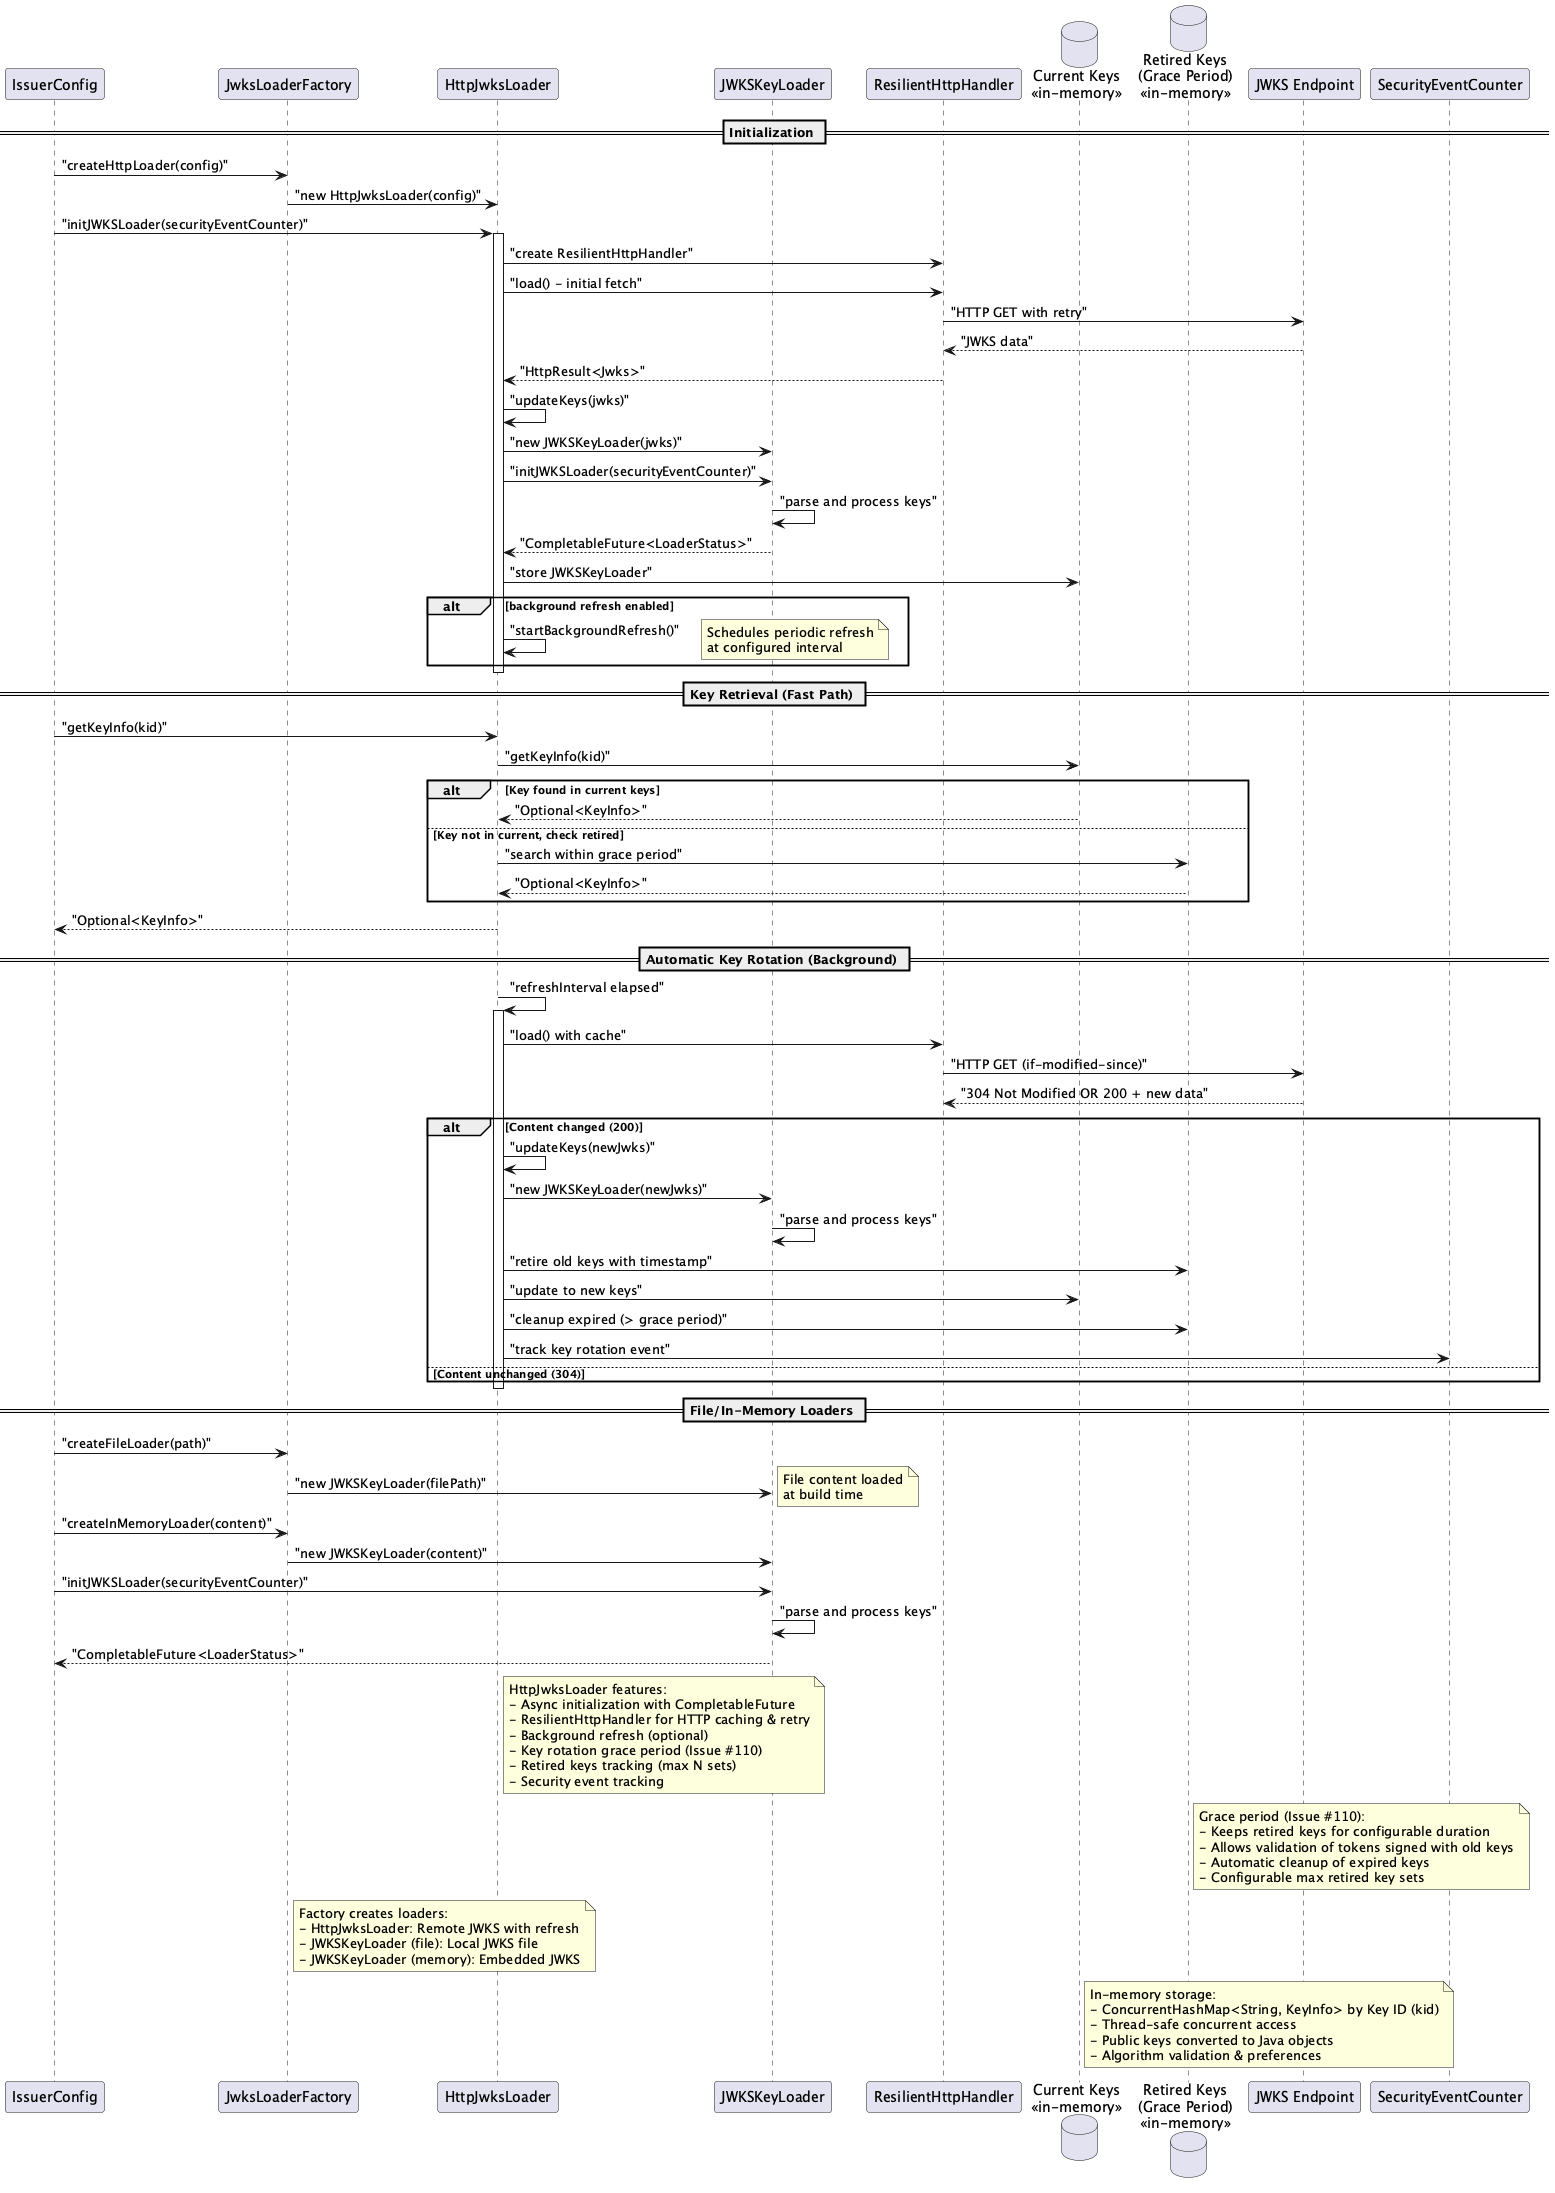 IssuerConfig
JwksLoaderFactory
HttpJwksLoader
JWKSKeyLoader
ResilientHttpHandler
Current Keys
«in-memory»
Retired Keys
(Grace Period)
«in-memory»
JWKS Endpoint
SecurityEventCounter
Initialization
"createHttpLoader(config)"
"new HttpJwksLoader(config)"
"initJWKSLoader(securityEventCounter)"
"create ResilientHttpHandler"
"load() - initial fetch"
"HTTP GET with retry"
"JWKS data"
"HttpResult<Jwks>"
"updateKeys(jwks)"
"new JWKSKeyLoader(jwks)"
"initJWKSLoader(securityEventCounter)"
"parse and process keys"
"CompletableFuture<LoaderStatus>"
"store JWKSKeyLoader"
alt [background refresh enabled]
"startBackgroundRefresh()"
Schedules periodic refresh
at configured interval
Key Retrieval (Fast Path)
"getKeyInfo(kid)"
"getKeyInfo(kid)"
alt [Key found in current keys]
"Optional<KeyInfo>"
[Key not in current, check retired]
"search within grace period"
"Optional<KeyInfo>"
"Optional<KeyInfo>"
Automatic Key Rotation (Background)
"refreshInterval elapsed"
"load() with cache"
"HTTP GET (if-modified-since)"
"304 Not Modified OR 200 + new data"
alt [Content changed (200)]
"updateKeys(newJwks)"
"new JWKSKeyLoader(newJwks)"
"parse and process keys"
"retire old keys with timestamp"
"update to new keys"
"cleanup expired (> grace period)"
"track key rotation event"
[Content unchanged (304)]
File/In-Memory Loaders
"createFileLoader(path)"
"new JWKSKeyLoader(filePath)"
File content loaded
at build time
"createInMemoryLoader(content)"
"new JWKSKeyLoader(content)"
"initJWKSLoader(securityEventCounter)"
"parse and process keys"
"CompletableFuture<LoaderStatus>"
HttpJwksLoader features:
- Async initialization with CompletableFuture
- ResilientHttpHandler for HTTP caching & retry
- Background refresh (optional)
- Key rotation grace period (Issue #110)
- Retired keys tracking (max N sets)
- Security event tracking
Grace period (Issue #110):
- Keeps retired keys for configurable duration
- Allows validation of tokens signed with old keys
- Automatic cleanup of expired keys
- Configurable max retired key sets
Factory creates loaders:
- HttpJwksLoader: Remote JWKS with refresh
- JWKSKeyLoader (file): Local JWKS file
- JWKSKeyLoader (memory): Embedded JWKS
In-memory storage:
- ConcurrentHashMap<String, KeyInfo> by Key ID (kid)
- Thread-safe concurrent access
- Public keys converted to Java objects
- Algorithm validation & preferences
IssuerConfig
JwksLoaderFactory
HttpJwksLoader
JWKSKeyLoader
ResilientHttpHandler
Current Keys
«in-memory»
Retired Keys
(Grace Period)
«in-memory»
JWKS Endpoint
SecurityEventCounter